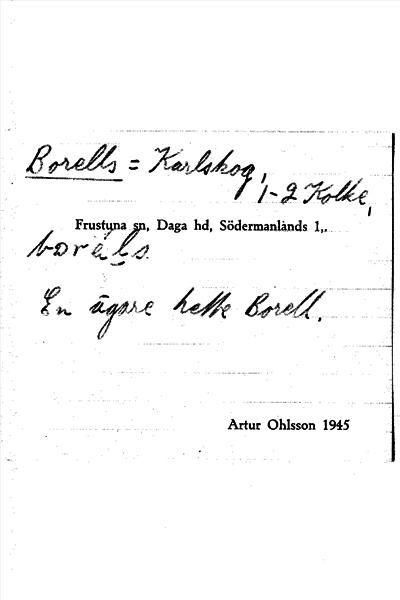 Borells = Karlskog,
1-2 Kolke,
Frustuna sn, Daga hd, Södermanlands l,.
borels.
En ägare hette Borell.
Artur Ohlsson 1945